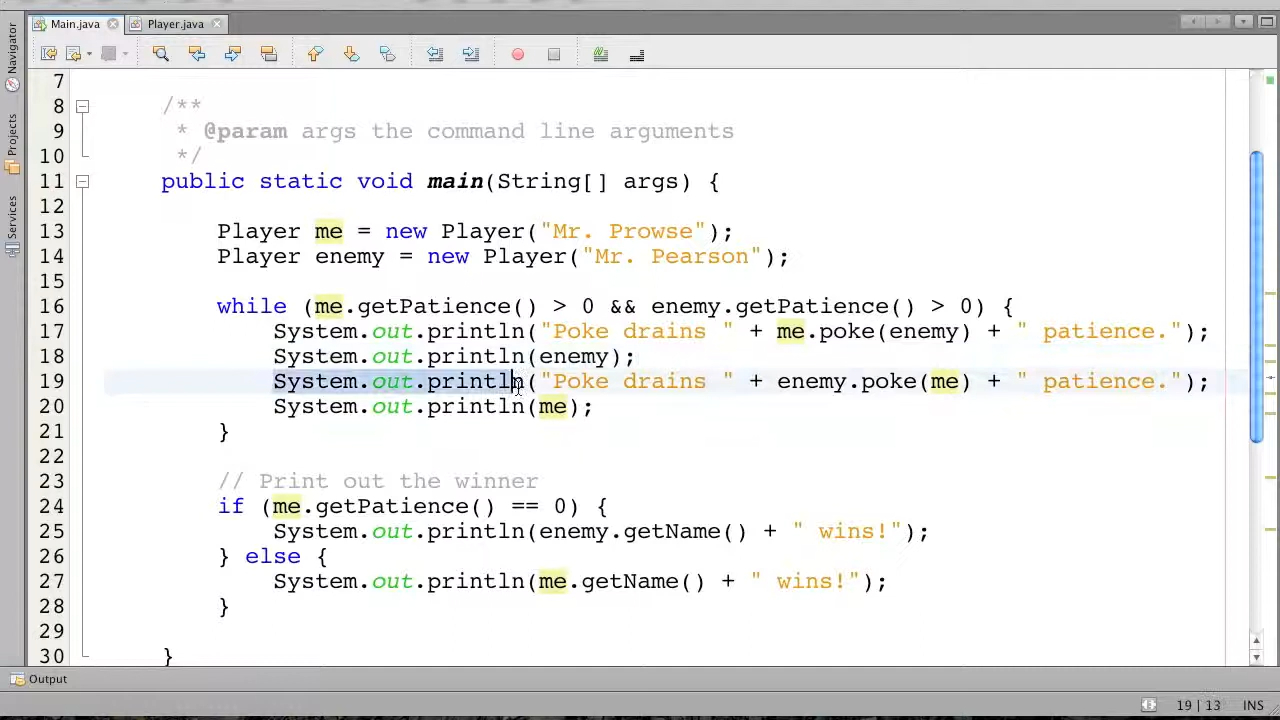 Main.java Player.java
Navigator
Projects
Services
7
8 /**
9 * @param args the command line arguments
10 */
11 public static void main(String[] args) {
12
13 Player me = new Player("Mr. Prowse");
14 Player enemy = new Player("Mr. Pearson");
15
16 while (me.getPatience() > 0 && enemy.getPatience() > 0) {
17 System.out.println("Poke drains " + me.poke(enemy) + " patience.");
18 System.out.println(enemy);
19 System.out.println("Poke drains " + enemy.poke(me) + " patience.");
20 System.out.println(me);
21 }
22
23 // Print out the winner
24 if (me.getPatience() == 0) {
25 System.out.println(enemy.getName() + " wins!");
26 } else {
27 System.out.println(me.getName() + " wins!");
28 }
29
30 }
Output
19 | 13 INS